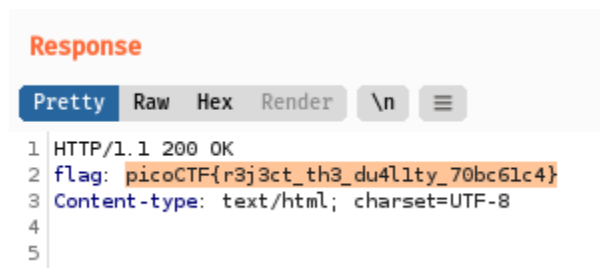 Response
Pretty Raw Hex Render \n ≡
1 HTTP/1.1 200 OK
2 flag: picoCTF{r3j3ct_th3_du4l1ty_70bc61c4}
3 Content-type: text/html; charset=UTF-8
4
5